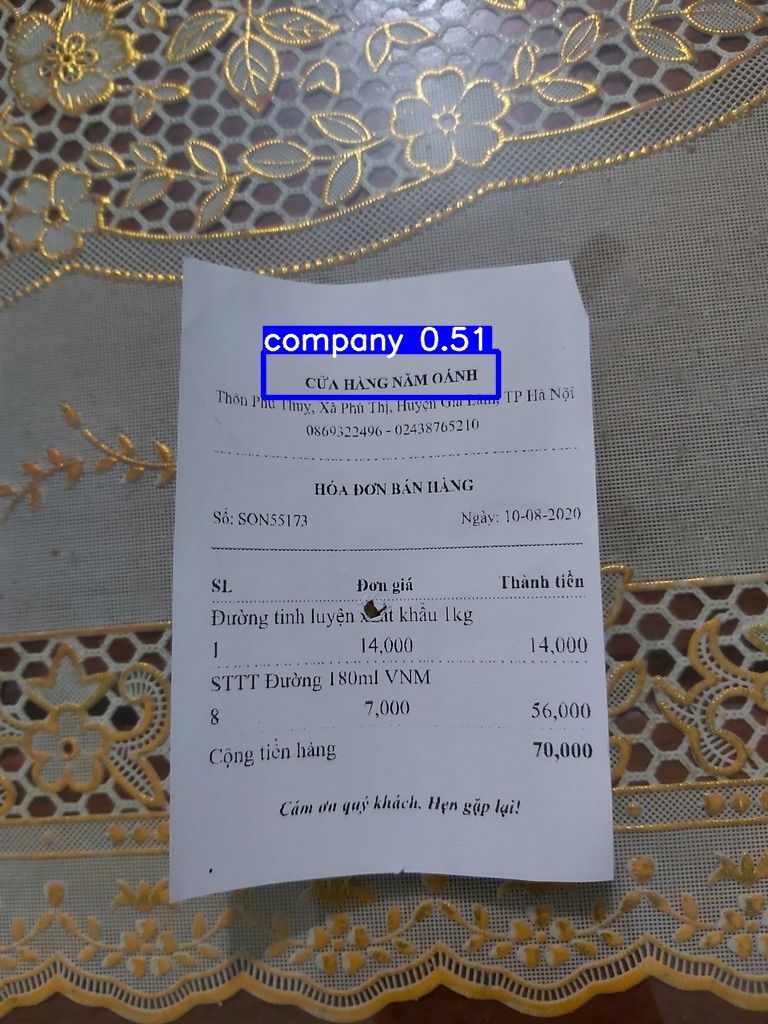 company 0.51
CỬA HÀNG NĂM OÁNH
Thôn Phú Thuỵ, Xã Phú Thị, Huyện Gia Lâm, TP Hà Nội
0869322496 - 02438765210
HÓA ĐƠN BÁN HÀNG
Số: SON55173 Ngày: 10-08-2020
SL Đơn giá Thành tiền
Đường tinh luyện xuất khẩu 1kg
1 14,000 14,000
STTT Đường 180ml VNM
8 7,000 56,000
Cộng tiền hàng 70,000
Cám ơn quý khách. Hẹn gặp lại!